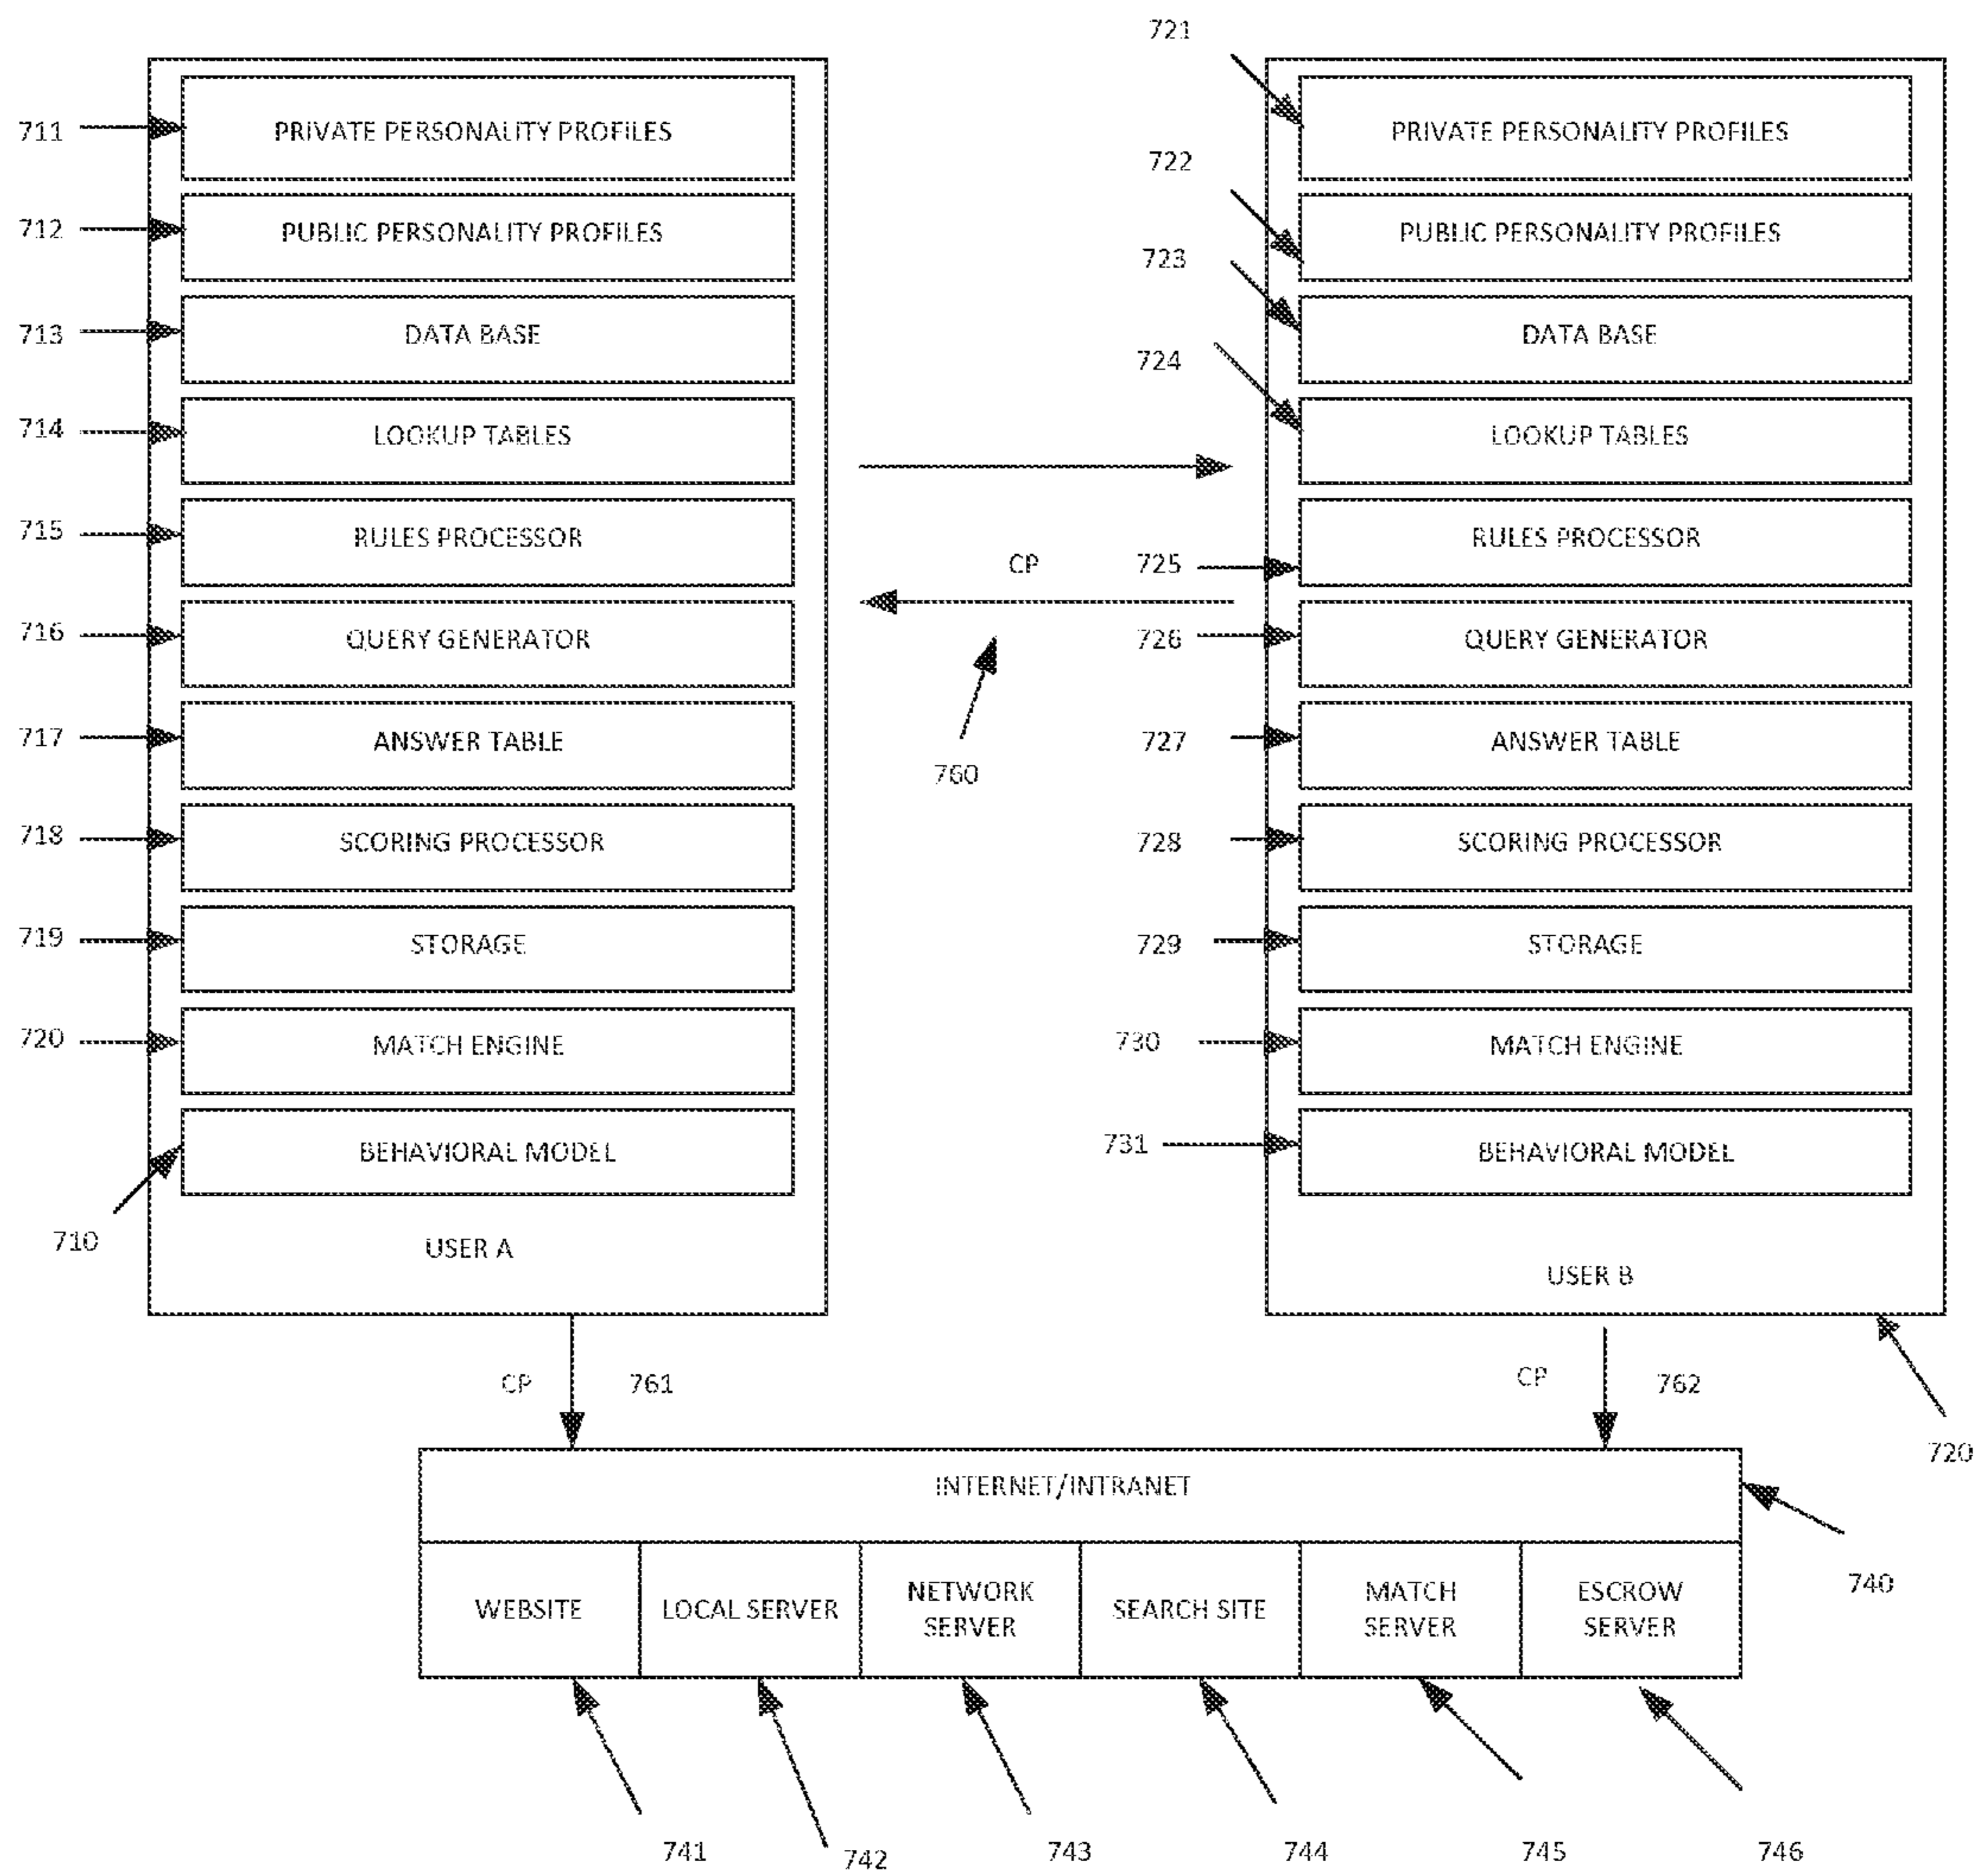 721
711
PRIVATE PERSONALITY PROFILES
PRIVATE PERSONALITY PROFILES
722
712
PUBLIC PERSONALITY PROFILES
PUBLIC PERSONALITY PROFILES
723
713
DATA BASE
DATA BASE
724
714
LOOKUP TABLES
LOOKUP TABLES
715
RULES PROCESSOR
CP
725
RULES PROCESSOR
716
QUERY GENERATOR
726
QUERY GENERATOR
717
ANSWER TABLE
760
727
ANSWER TABLE
718
SCORING PROCESSOR
728
SCORING PROCESSOR
719
STORAGE
729
STORAGE
720
MATCH ENGINE
730
MATCH ENGINE
BEHAVIORAL MODEL
731
BEHAVIORAL MODEL
710
USER A
USER B
CP
761
CP
762
720
INTERNET/INTRANET
740
WEBSITE
LOCAL SERVER
NETWORK
SERVER
SEARCH SITE
MATCH
SERVER
ESCROW
SERVER
741
742
743
744
745
746